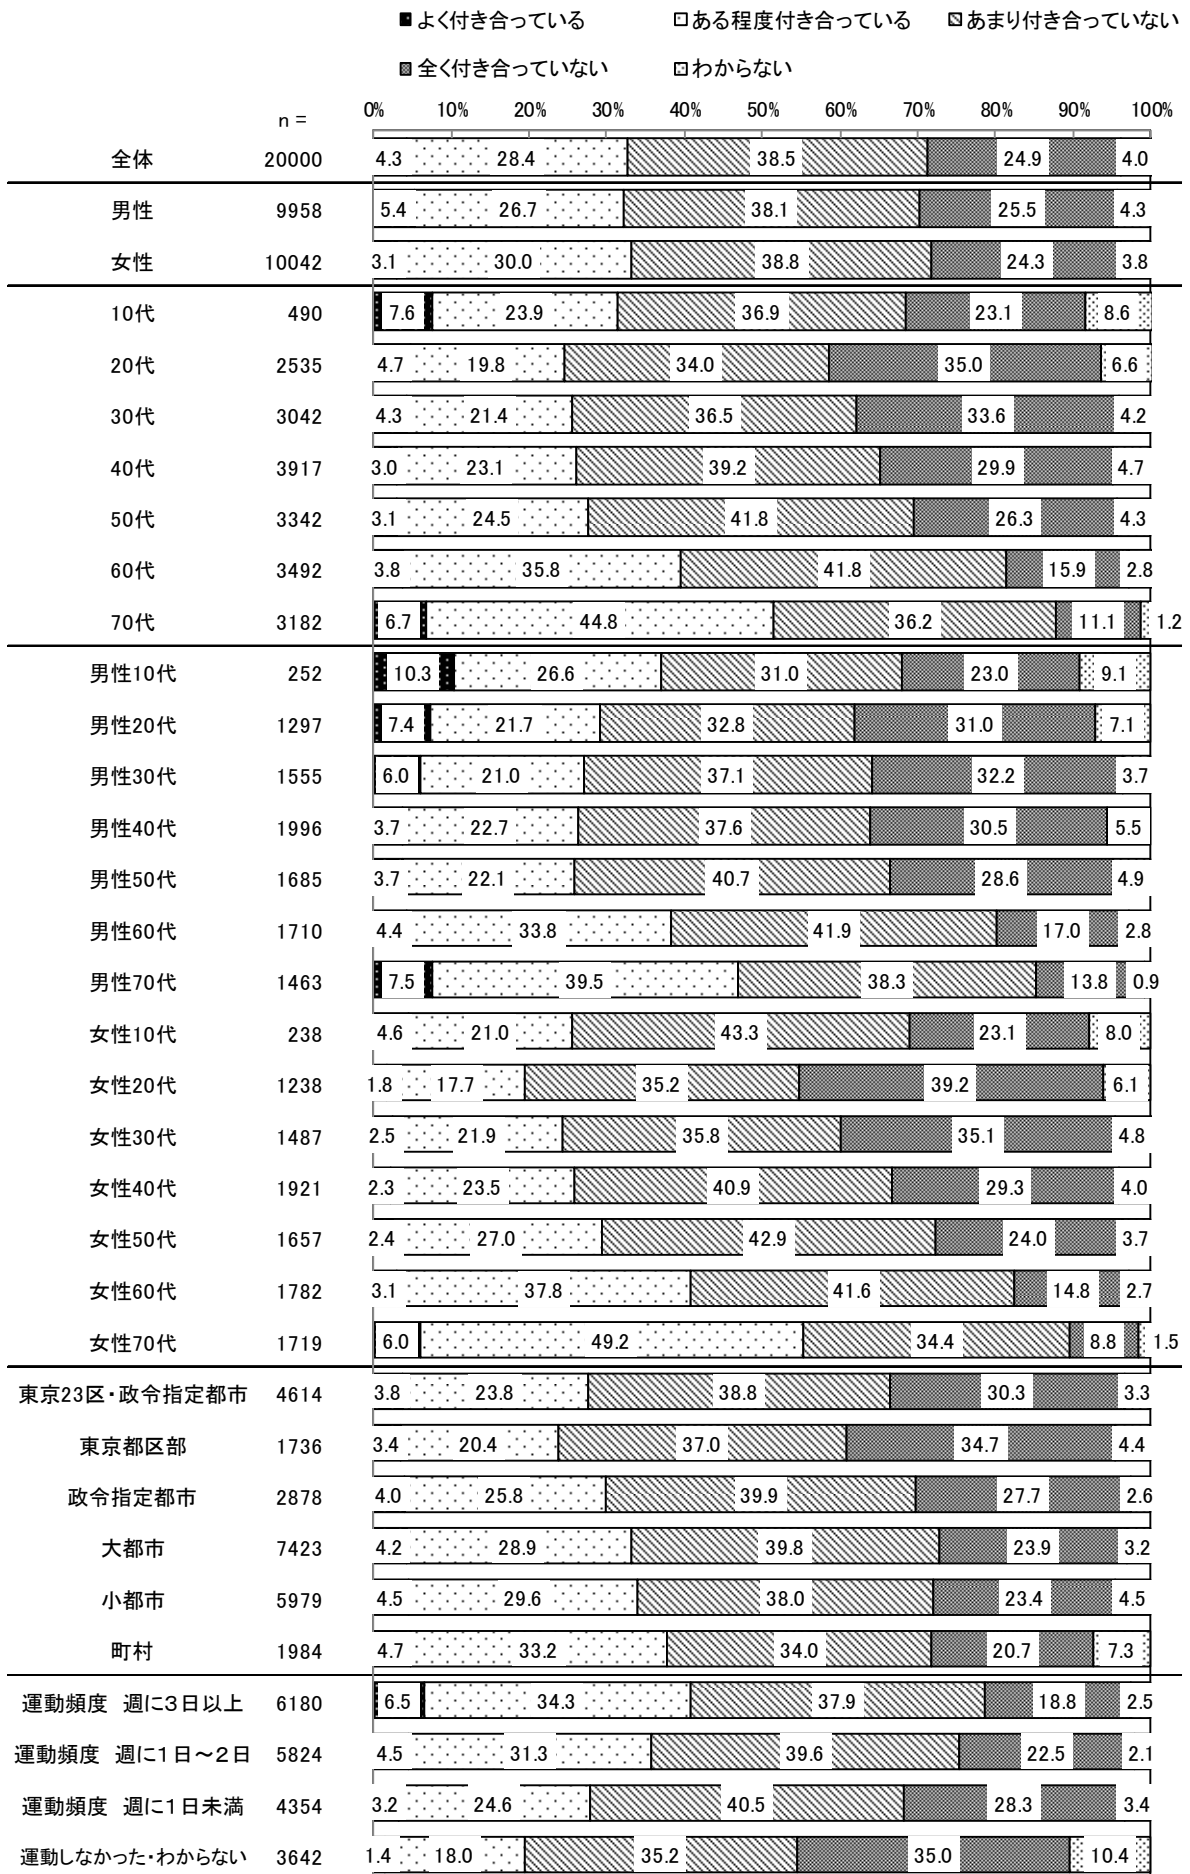 ■よく付き合っている □ある程度付き合っている □あまり付き合っていない
■全く付き合っていない □わからない
n = 0% 10% 20% 30% 40% 50% 60% 70% 80% 90% 100%
全体 20000 4.3 28.4 38.5 24.9 4.0
男性 9958 5.4 26.7 38.1 25.5 4.3
女性 10042 3.1 30.0 38.8 24.3 3.8
10代 490 7.6 23.9 36.9 23.1 8.6
20代 2535 4.7 19.8 34.0 35.0 6.6
30代 3042 4.3 21.4 36.5 33.6 4.2
40代 3917 3.0 23.1 39.2 29.9 4.7
50代 3342 3.1 24.5 41.8 26.3 4.3
60代 3492 3.8 35.8 41.8 15.9 2.8
70代 3182 6.7 44.8 36.2 11.1 1.2
男性10代 252 10.3 26.6 31.0 23.0 9.1
男性20代 1297 7.4 21.7 32.8 31.0 7.1
男性30代 1555 6.0 21.0 37.1 32.2 3.7
男性40代 1996 3.7 22.7 37.6 30.5 5.5
男性50代 1685 3.7 22.1 40.7 28.6 4.9
男性60代 1710 4.4 33.8 41.9 17.0 2.8
男性70代 1463 7.5 39.5 38.3 13.8 0.9
女性10代 238 4.6 21.0 43.3 23.1 8.0
女性20代 1238 1.8 17.7 35.2 39.2 6.1
女性30代 1487 2.5 21.9 35.8 35.1 4.8
女性40代 1921 2.3 23.5 40.9 29.3 4.0
女性50代 1657 2.4 27.0 42.9 24.0 3.7
女性60代 1782 3.1 37.8 41.6 14.8 2.7
女性70代 1719 6.0 49.2 34.4 8.8 1.5
東京23区・政令指定都市 4614 3.8 23.8 38.8 30.3 3.3
東京都区部 1736 3.4 20.4 37.0 34.7 4.4
政令指定都市 2878 4.0 25.8 39.9 27.7 2.6
大都市 7423 4.2 28.9 39.8 23.9 3.2
小都市 5979 4.5 29.6 38.0 23.4 4.5
町村 1984 4.7 33.2 34.0 20.7 7.3
運動頻度 週に３日以上 6180 6.5 34.3 37.9 18.8 2.5
運動頻度 週に１日～２日 5824 4.5 31.3 39.6 22.5 2.1
運動頻度 週に１日未満 4354 3.2 24.6 40.5 28.3 3.4
運動しなかった・わからない 3642 1.4 18.0 35.2 35.0 10.4